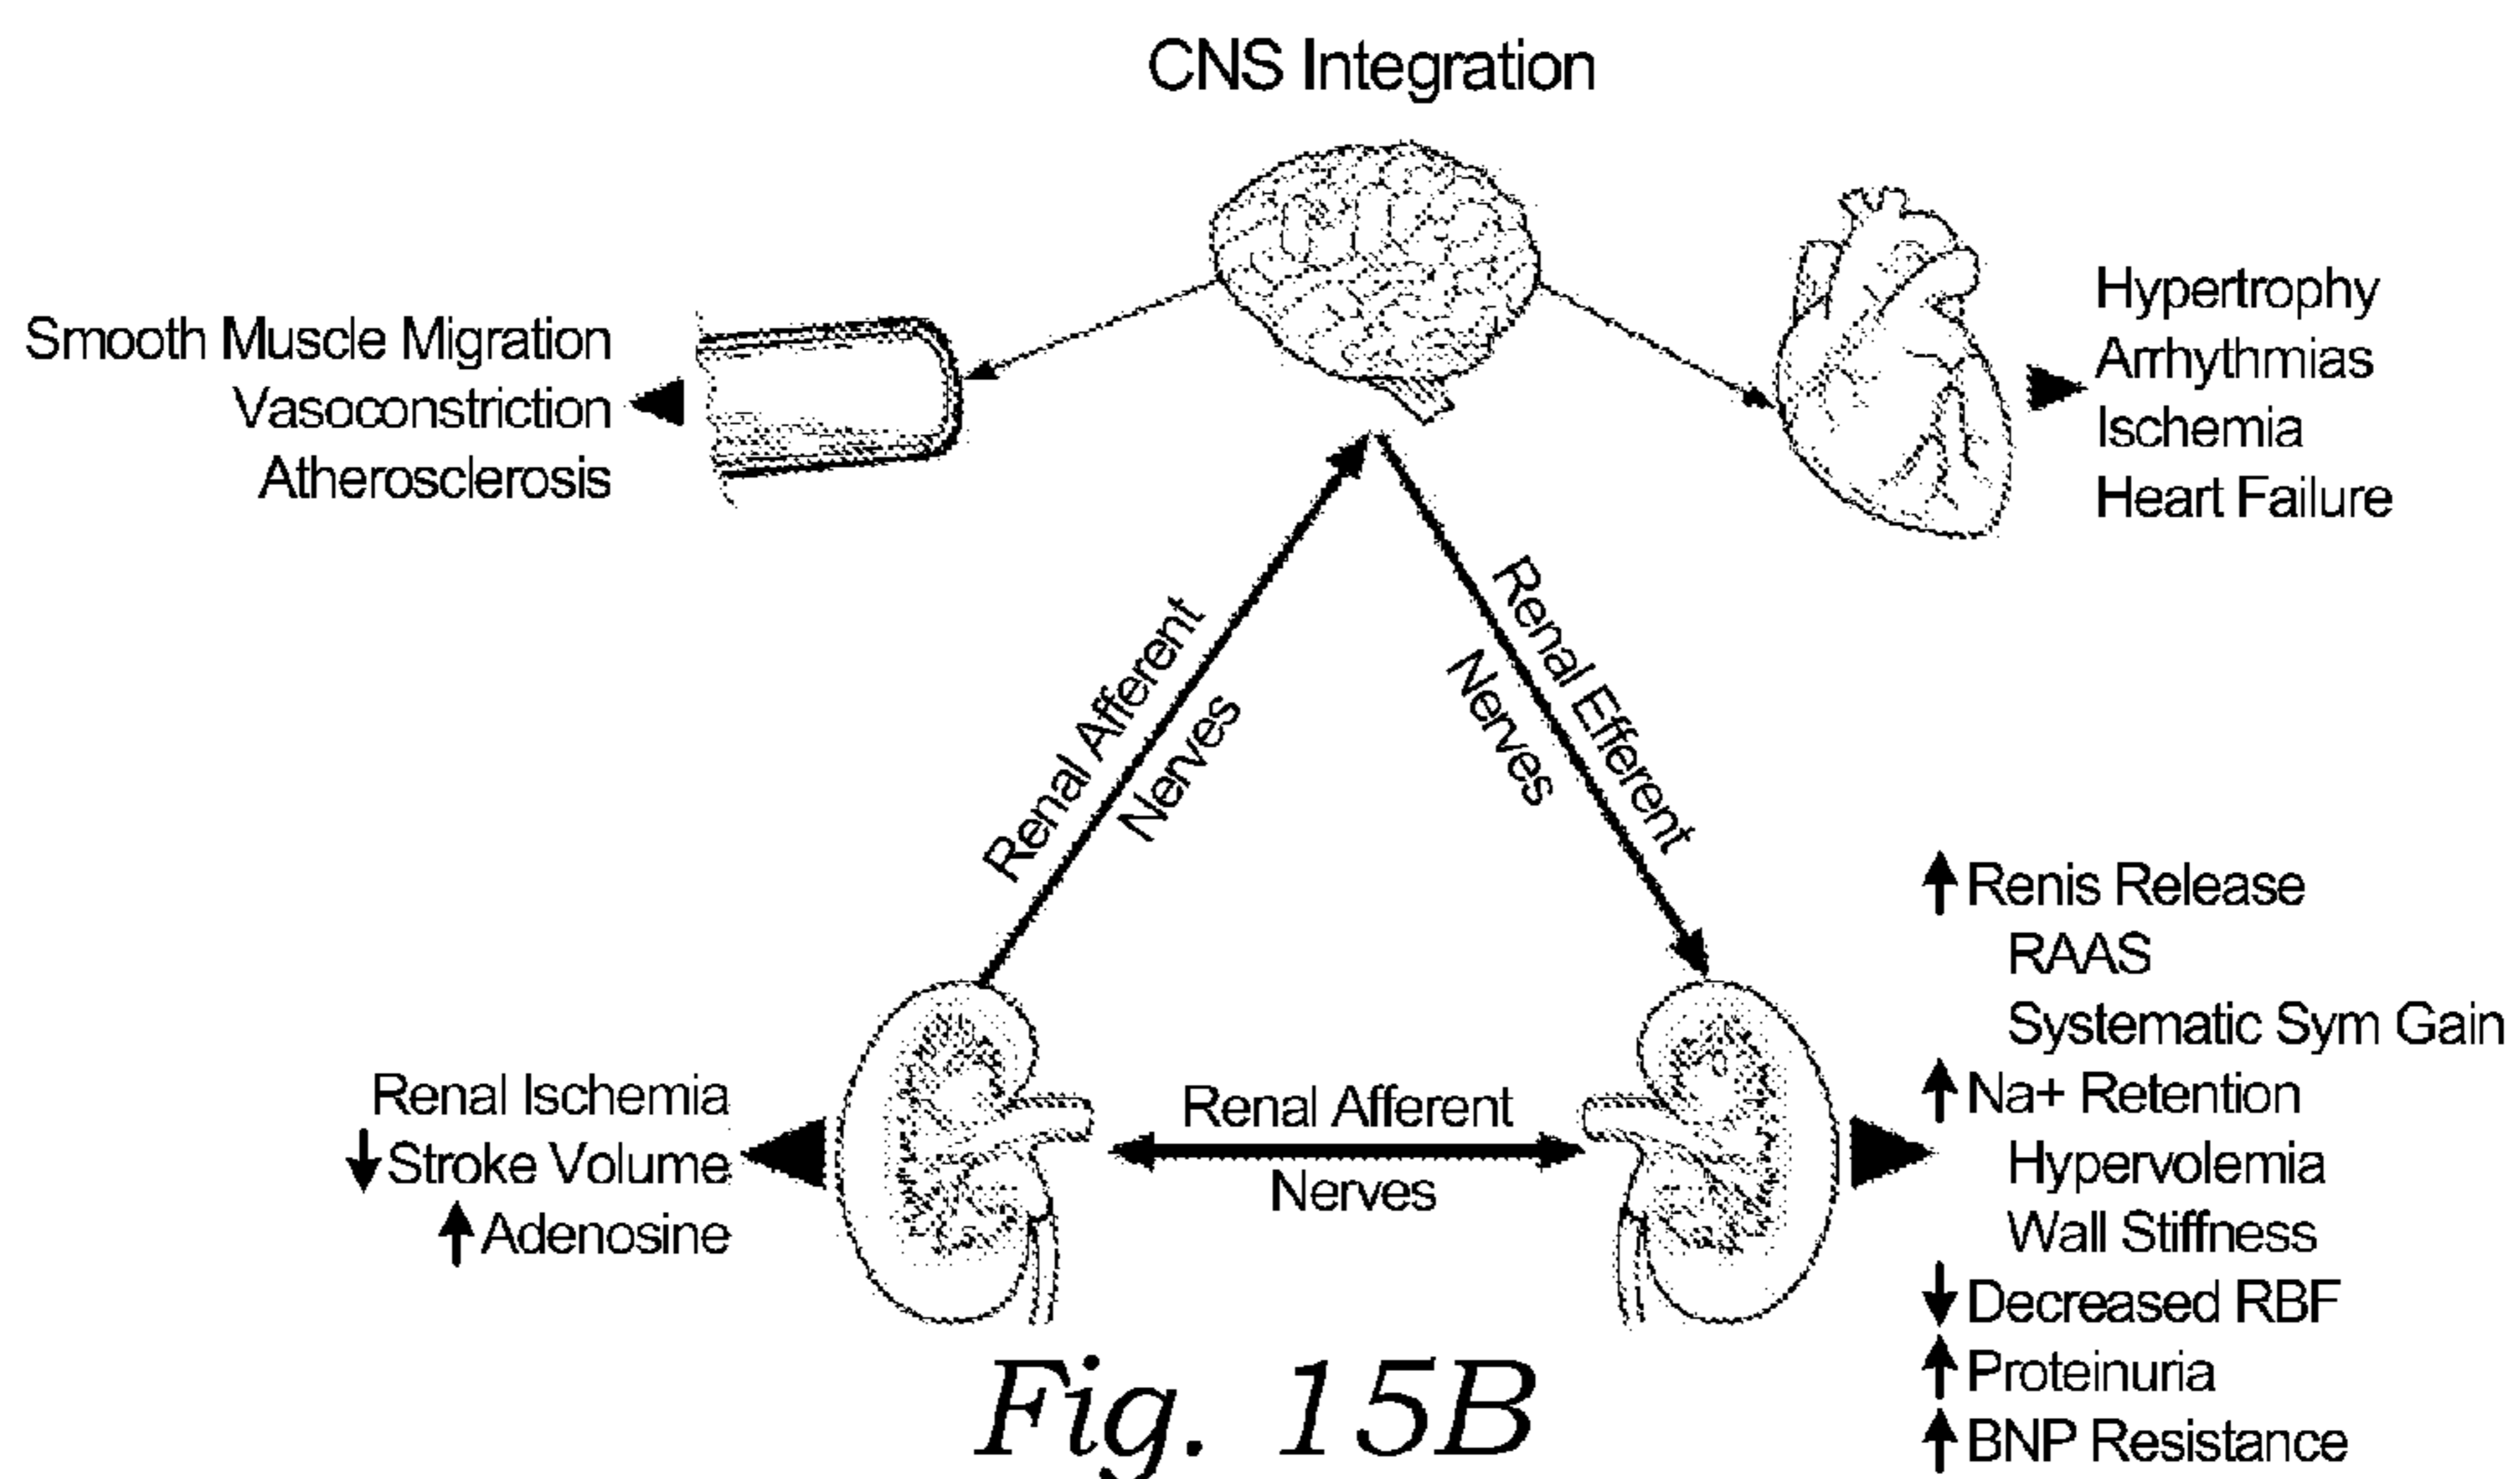 CNS Integration
Smooth Muscle Migration
Vasoconstriction
Atherosclerosis
Hypertrophy
Arrhythmias
Ischemia
Heart Failure
Renal Afferent
Nerves
Renal Efferent
Nerves
Renal Ischemia
↓Stroke Volume
↑Adenosine
Renal Afferent
Nerves
↑Renis Release
RAAS
Systematic Sym Gain
↑Na+ Retention
Hypervolemia
Wall Stiffness
↓Decreased RBF
↑Proteinuria
↑BNP Resistance
Fig. 15B